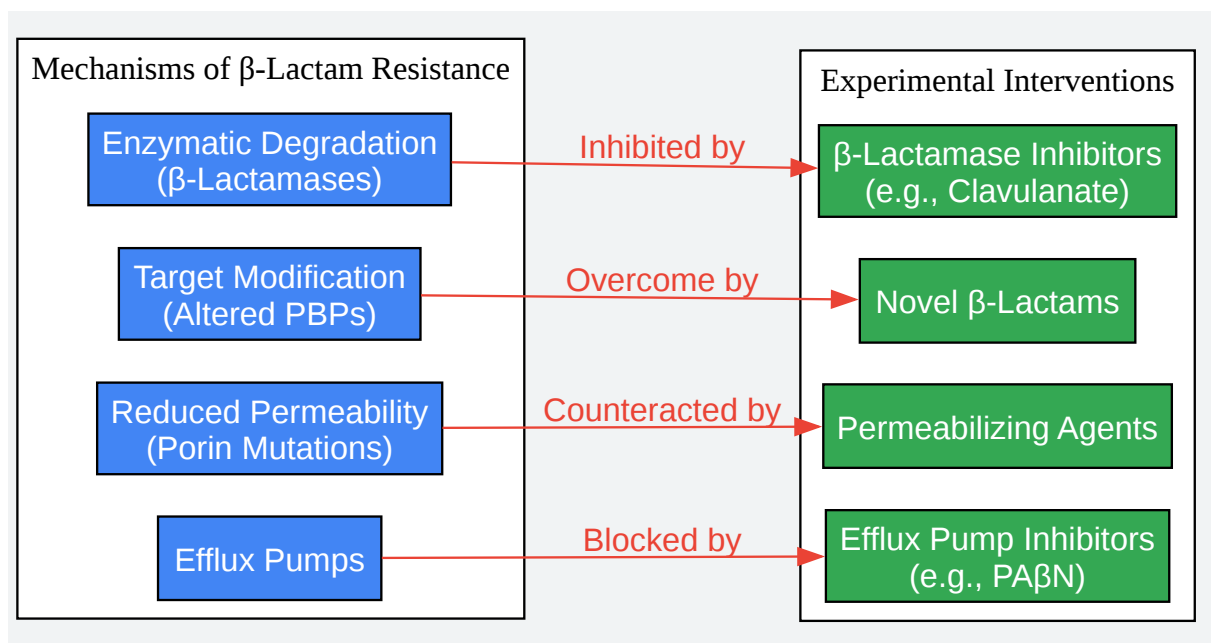 Mechanisms of β-Lactam Resistance
Enzymatic Degradation
(β-Lactamases)
Target Modification
(Altered PBPs)
Reduced Permeability
(Porin Mutations)
Efflux Pumps
Inhibited by
Overcome by
Counteracted by
Blocked by
Experimental Interventions
β-Lactamase Inhibitors
(e.g., Clavulanate)
Novel β-Lactams
Permeabilizing Agents
Efflux Pump Inhibitors
(e.g., PAβN)